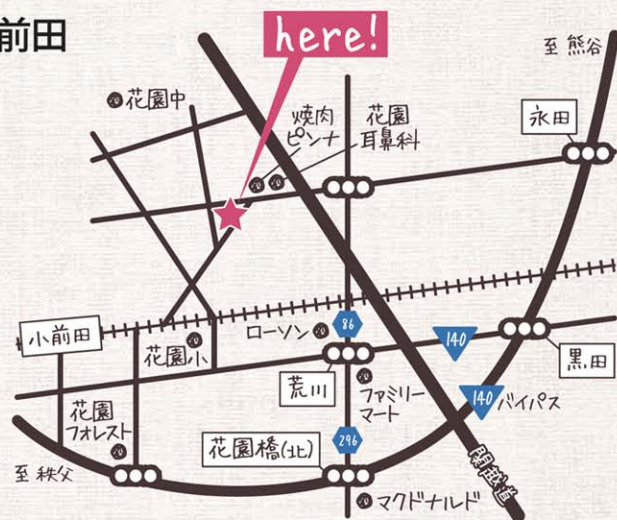 前田
here!
至 熊谷
花園中
焼肉
ピンナ
花園
耳鼻科
永田
小前田
花園小
ローソン
86
140
黒田
荒川
ファミリー
マート
140
バイパス
花園
フォレスト
花園橋(北)
296
関越道
至 秩父
マクドナルド